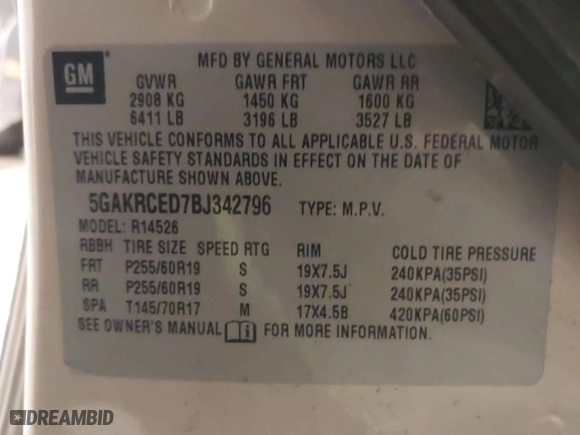 GM
MFD BY GENERAL MOTORS LLC
GVWR GAWR FRT GAWR RR
2908 KG 1450 KG 1600 KG
6411 LB 3196 LB 3527 LB
THIS VEHICLE CONFORMS TO ALL APPLICABLE U.S. FEDERAL MOTOR
VEHICLE SAFETY STANDARDS IN EFFECT ON THE DATE OF
MANUFACTURE SHOWN ABOVE.
5GAKRCED7BJ342796 TYPE: M.P.V.
MODEL: R14526
RBBH TIRE SIZE SPEED RTG RIM COLD TIRE PRESSURE
FRT P255/60R19 S 19X7.5J 240KPA(35PSI)
RR P255/60R19 S 19X7.5J 240KPA(35PSI)
SPA T145/70R17 M 17X4.5B 420KPA(60PSI)
SEE OWNER'S MANUAL FOR MORE INFORMATION.
DREAMBID